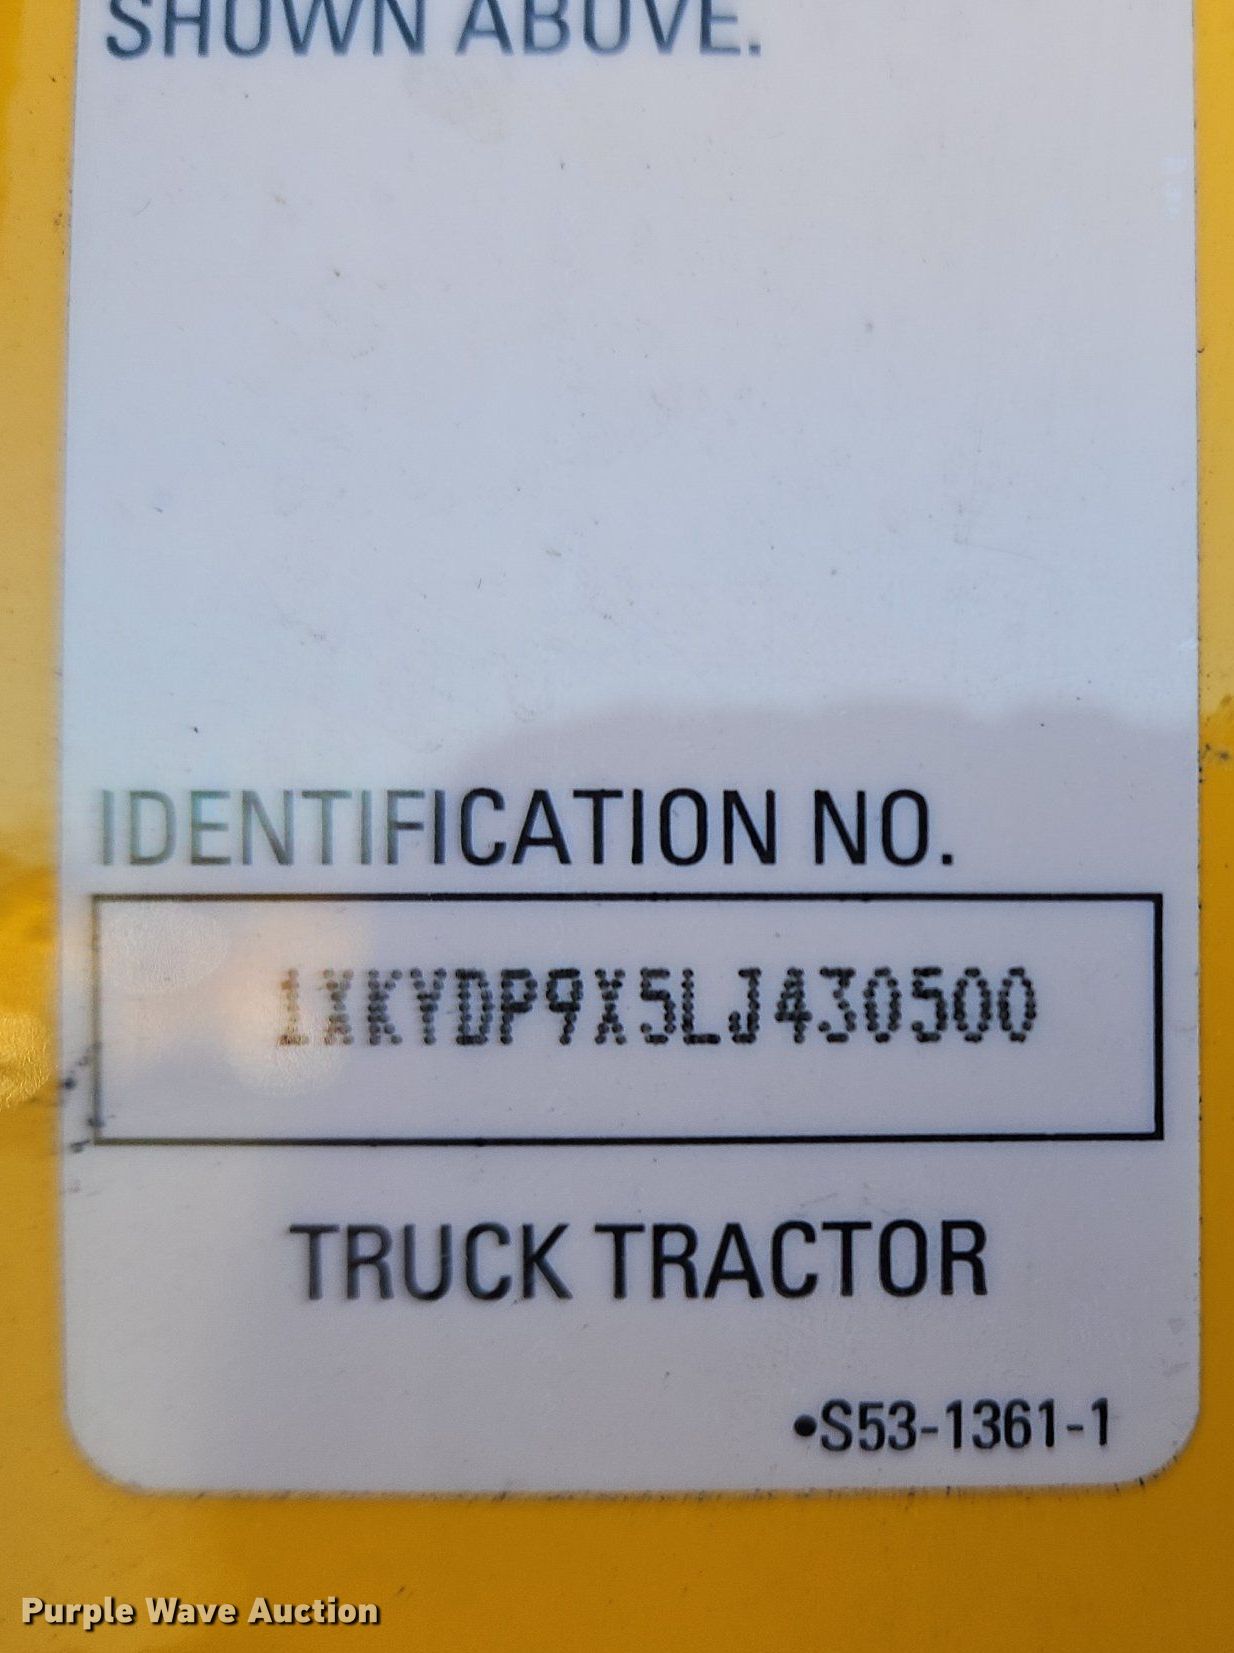 SHOWN ABOVE.
IDENTIFICATION NO.
1XKYDP9X5LJ430500
TRUCK TRACTOR
•S53-1361-1
Purple Wave Auction